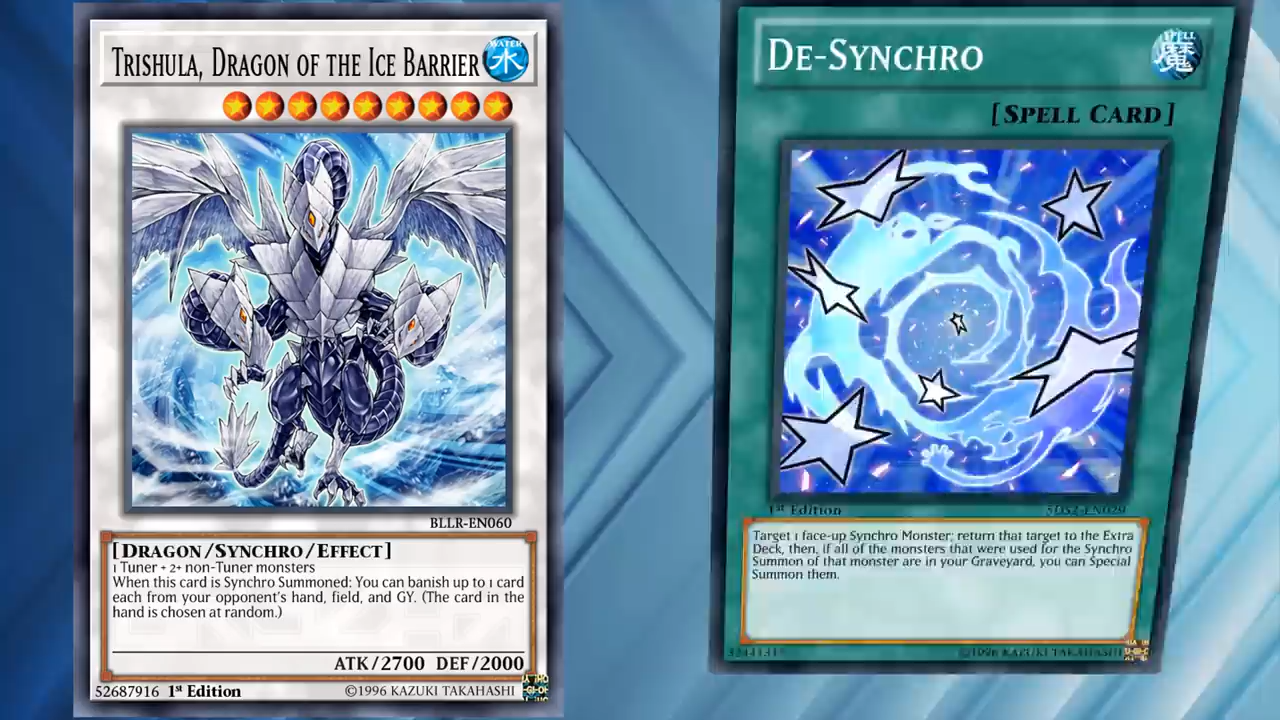 TRISHULA, DRAGON OF THE ICE BARRIER
WATER
水
BLLR-EN060
[DRAGON/SYNCHRO/EFFECT]
1 Tuner + 2+ non-Tuner monsters
When this card is Synchro Summoned: You can banish up to 1 card
each from your opponent's hand, field, and GY. (The card in the
hand is chosen at random.)
ATK/2700 DEF/2000
52687916 1st Edition
©1996 KAZUKI TAKAHASHI
DE-SYNCHRO
SPELL
魔
[SPELL CARD]
1st Edition
Target 1 face-up Synchro Monster; return that target to the Extra
Deck, then, if all of the monsters that were used for the Synchro
Summon of that monster are in your Graveyard, you can Special
Summon them.
©1996 KAZUKI TAKAHASHI